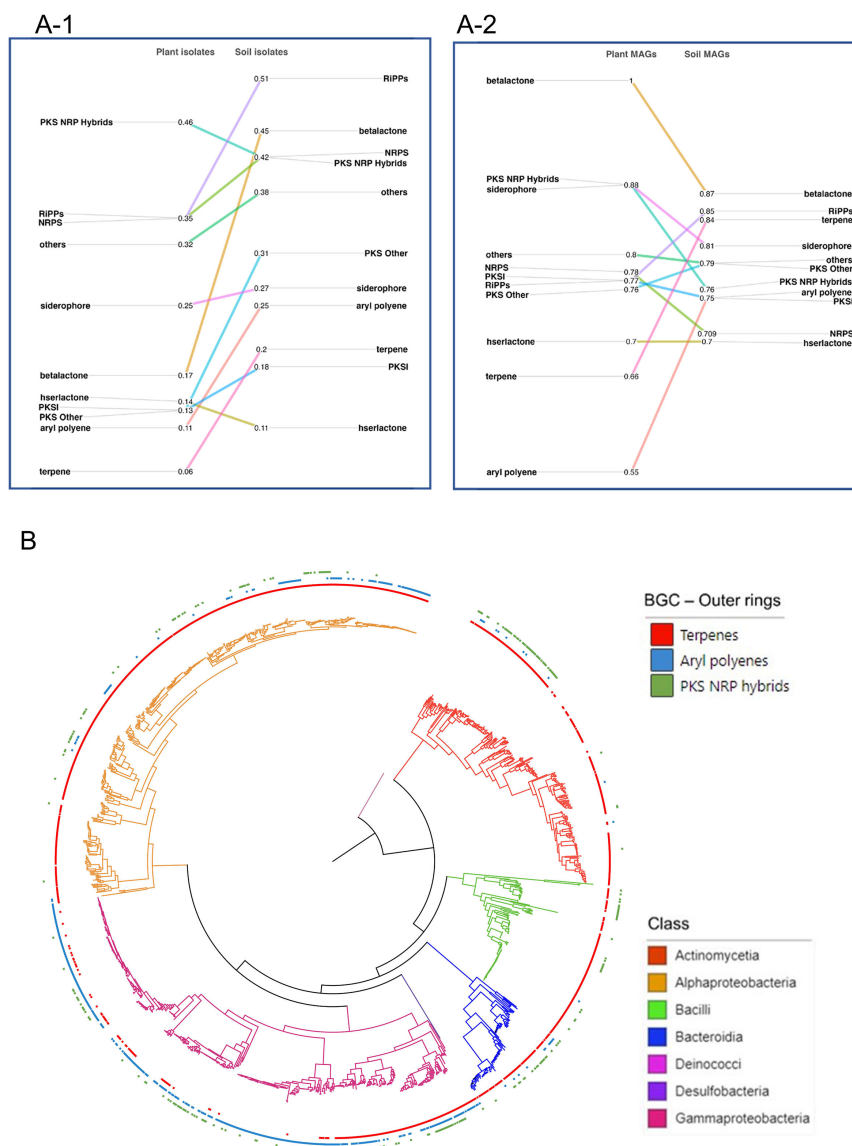 A-1
Plant isolates Soil isolates
0.51 RiPPs
PKS NRP Hybrids 0.46
0.45 betalactone
NRPS
0.42
PKS NRP Hybrids
0.38 others
RiPPs
0.35
NRPS
others 0.32
0.31 PKS Other
0.27 siderophore
siderophore 0.25 0.25 aryl polyene
0.2 terpene
0.18 PKSI
betalactone 0.17
hserlactone 0.14
PKSI
0.13
PKS Other
aryl polyene 0.11 0.11 hserlactone
terpene 0.06
A-2
Plant MAGs Soil MAGs
betalactone 1
PKS NRP Hybrids
0.88
siderophore
0.87 betalactone
0.85 RiPPs
0.84 terpene
0.81 siderophore
others 0.8
0.79 others
PKS Other
NRPS 0.78
PKSI 0.77
RiPPs
PKS Other 0.76
0.76 PKS NRP Hybrids
0.75 aryl polyene
PKSI
0.709 NRPS
hserlactone 0.7 0.7 hserlactone
terpene 0.66
aryl polyene 0.55
B
BGC – Outer rings
Terpenes
Aryl polyenes
PKS NRP hybrids
Class
Actinomycetia
Alphaproteobacteria
Bacilli
Bacteroidia
Deinococci
Desulfobacteria
Gammaproteobacteria